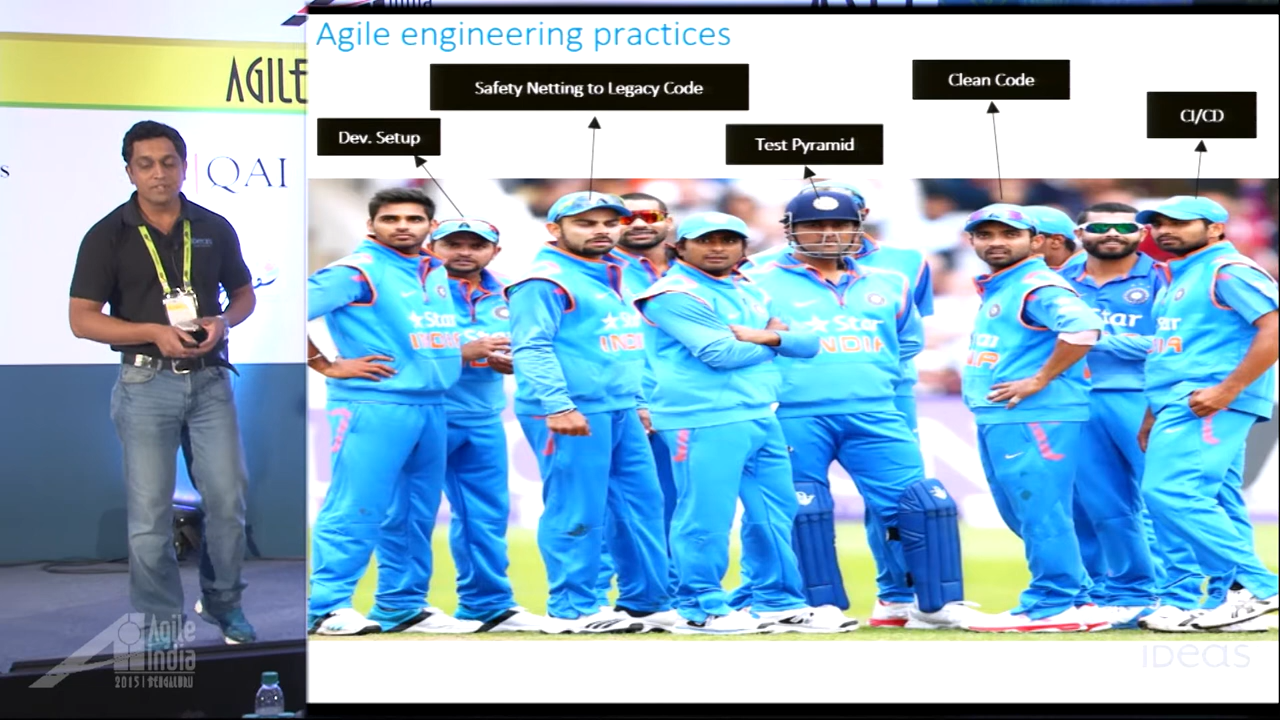 Agile engineering practices
AGILE
Safety Netting to Legacy Code
Clean Code
CI/CD
Dev. Setup
Test Pyramid
s
QAI
Star
INDIA
Star
INDIA
Star
Agile
India
2015 | BENGALURU
ideas